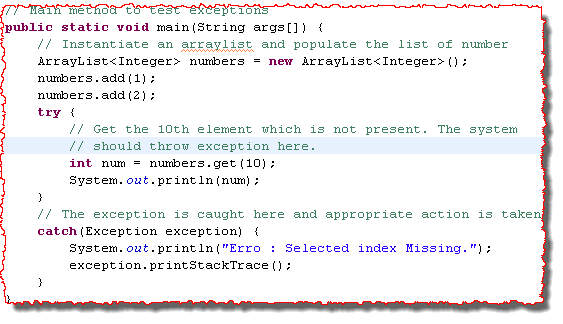 // Main method to test exceptions
public static void main(String args[]) {
// Instantiate an arraylist and populate the list of number
ArrayList<Integer> numbers = new ArrayList<Integer>();
numbers.add(1);
numbers.add(2);
try {
// Get the 10th element which is not present. The system
// should throw exception here.
int num = numbers.get(10);
System.out.println(num);
}
// The exception is caught here and appropriate action is taken
catch(Exception exception) {
System.out.println("Erro : Selected index Missing.");
exception.printStackTrace();
}
}